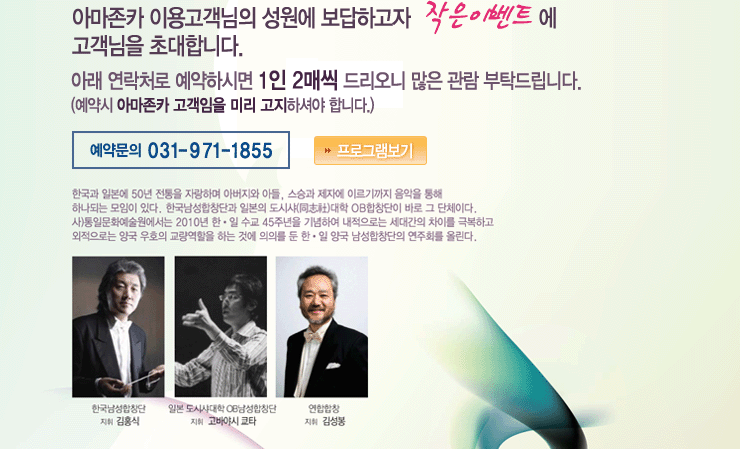 아마존카 이용고객님의 성원에 보답하고자 작은이벤트에
고객님을 초대합니다.
아래 연락처로 예약하시면 1인 2매씩 드리오니 많은 관람 부탁드립니다.
(예약시 아마존카 고객임을 미리 고지하셔야 합니다.)
예약문의 031-971-1855
프로그램보기
한국과 일본에 50년 전통을 자랑하며 아버지와 아들, 스승과 제자에 이르기까지 음악을 통해
하나되는 모임이 있다. 한국남성합창단과 일본의 도시샤(同志社)대학 OB합창단이 바로 그 단체이다.
사)통일문화예술원에서는 2010년 한·일 수교 45주년을 기념하여 내적으로는 세대간의 차이를 극복하고
외적으로는 양국 우호의 교량역할을 하는 것에 의의를 둔 한·일 양국 남성합창단의 연주회를 올린다.
한국남성합창단
지휘 김홍식
일본 도시샤대학 OB남성합창단
지휘 고바야시 쿄타
연합합창
지휘 김성봉